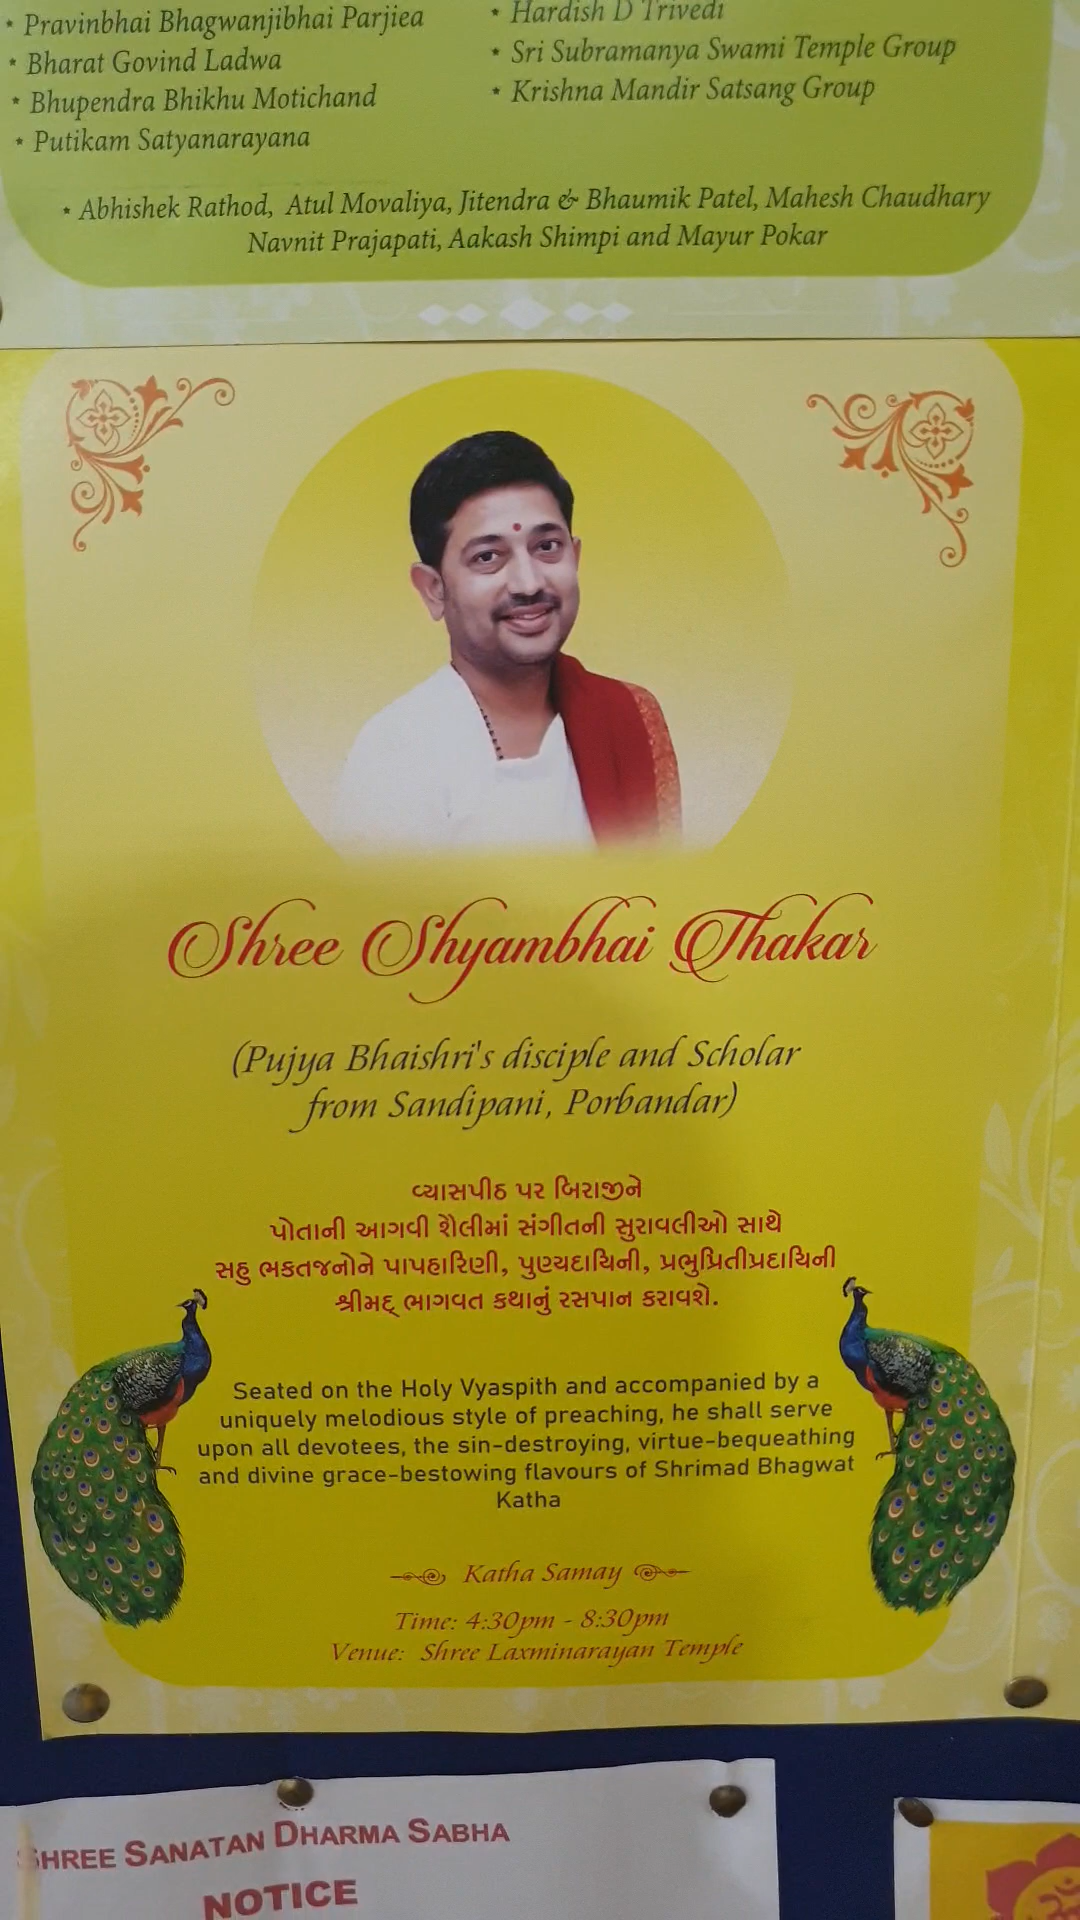 * Pravinbhai Bhagwanjibhai Parjiea
* Bharat Govind Ladwa
* Bhupendra Bhikhu Motichand
* Putikam Satyanarayana
* Hardish D Trivedi
* Sri Subramanya Swami Temple Group
* Krishna Mandir Satsang Group
* Abhishek Rathod, Atul Movaliya, Jitendra & Bhaumik Patel, Mahesh Chaudhary
Navnit Prajapati, Aakash Shimpi and Mayur Pokar
Shree Shyambhai Thakar
(Pujya Bhaishri's disciple and Scholar
from Sandipani, Porbandar)
વ્યાસપીઠ પર બિરાજીને
પોતાની આગવી શૈલીમાં સંગીતની સુરાવલીઓ સાથે
સહુ ભકતજનોને પાપહારિણી, પુણ્યદાયિની, પ્રભુપ્રિતીપ્રદાયિની
શ્રીમદ્ ભાગવત કથાનું રસપાન કરાવશે.
Seated on the Holy Vyaspith and accompanied by a
uniquely melodious style of preaching, he shall serve
upon all devotees, the sin-destroying, virtue-bequeathing
and divine grace-bestowing flavours of Shrimad Bhagwat
Katha
Katha Samay
Time: 4:30pm - 8:30pm
Venue: Shree Laxminarayan Temple
SHREE SANATAN DHARMA SABHA
NOTICE